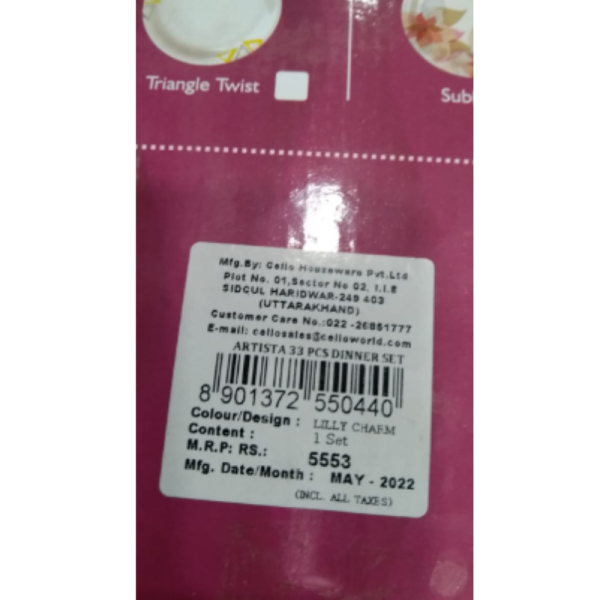 Triangle Twist
Sub
Mfg.By: Cello Houseware Pvt.Ltd
Plot No. 01,Sector No 02, I.I.E
SIDCUL HARIDWAR-249 403
(UTTARAKHAND)
Customer Care No.:022 -26851777
E-mail: cellosales@celloworld.com
ARTISTA 33 PCS DINNER SET
8 901372 550440
Colour/Design : LILLY CHARM
Content : 1 Set
M.R.P: RS.: 5553
Mfg. Date/Month : MAY - 2022
(INCL. ALL TAXES)